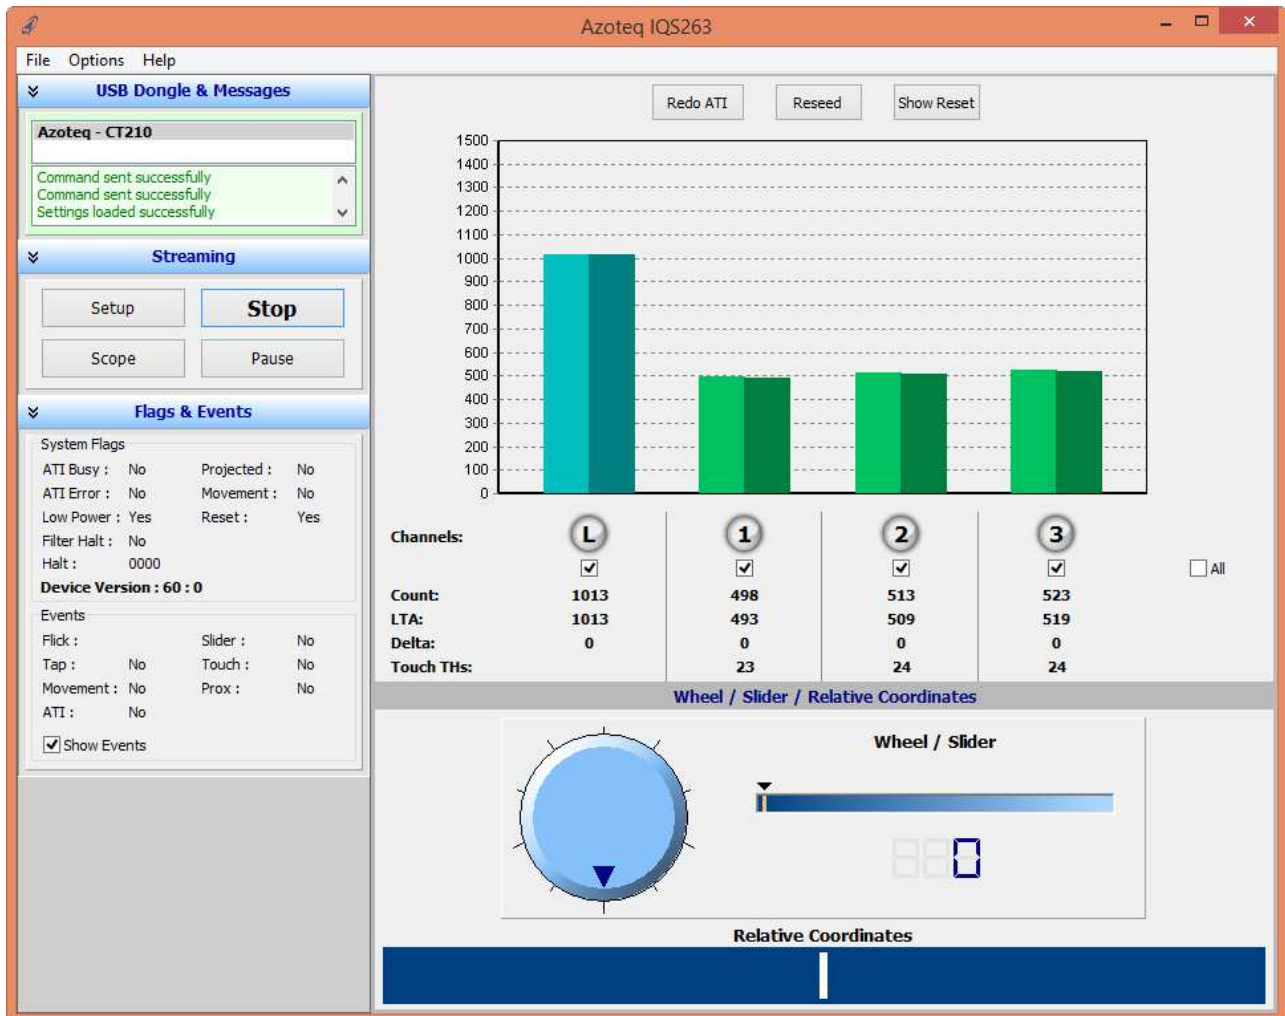 Azoteq IQS263
File Options Help
USB Dongle & Messages
Azoteq - CT210
Command sent successfully
Command sent successfully
Settings loaded successfully
Streaming
Setup Stop
Scope Pause
Flags & Events
System Flags
ATI Busy : No Projected : No
ATI Error : No Movement : No
Low Power : Yes Reset : Yes
Filter Halt : No
Halt : 0000
Device Version : 60 : 0
Events
Flick : Slider : No
Tap : No Touch : No
Movement : No Prox : No
ATI : No
Show Events
Redo ATI Reseed Show Reset
1500
1400
1300
1200
1100
1000
900
800
700
600
500
400
300
200
100
0
Channels: L 1 2 3
All
Count: 1013 498 513 523
LTA: 1013 493 509 519
Delta: 0 0 0 0
Touch THs: 23 24 24
Wheel / Slider / Relative Coordinates
Wheel / Slider
0
Relative Coordinates